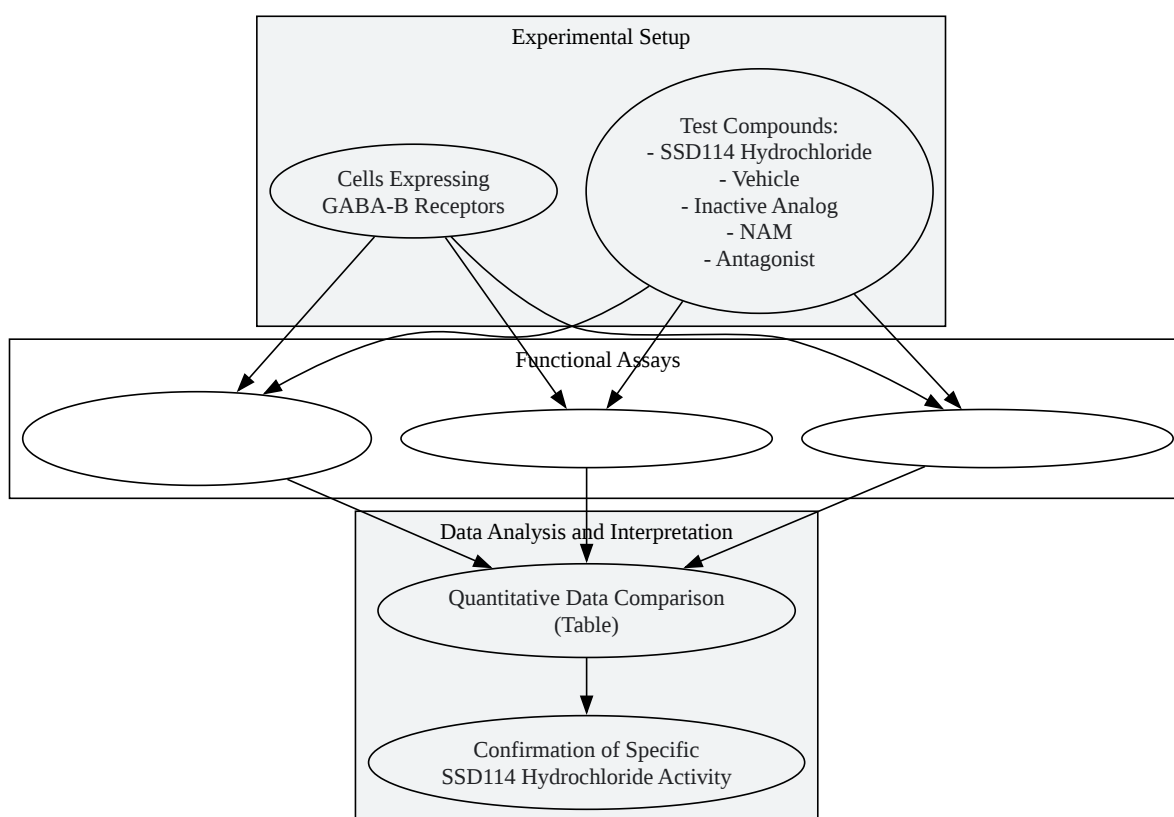 Experimental Setup
Test Compounds:
- SSD114 Hydrochloride
- Vehicle
- Inactive Analog
- NAM
- Antagonist
Cells Expressing
GABA-B Receptors
Functional Assays
Data Analysis and Interpretation
Quantitative Data Comparison
(Table)
Confirmation of Specific
SSD114 Hydrochloride Activity